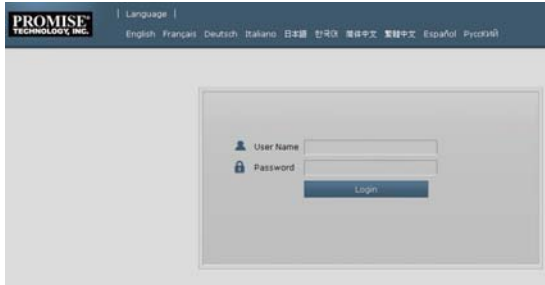 PROMISE®
TECHNOLOGY, INC.
| Language |
English Français Deutsch Italiano 日本語 한국어 简体中文 繁體中文 Español Русский
User Name
Password
Login